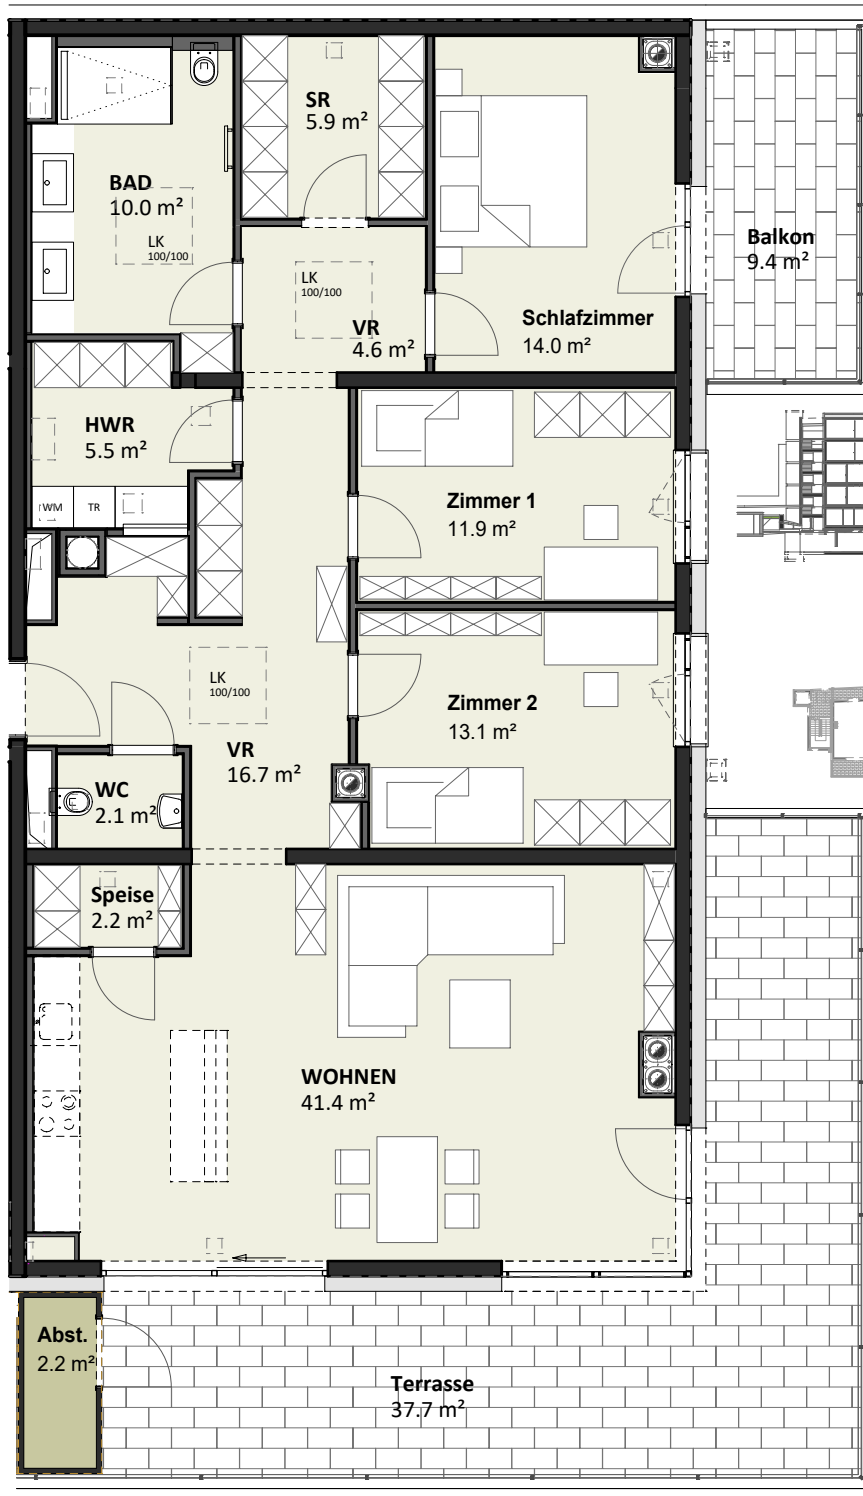 SR
5.9 m²
BAD
10.0 m²
LK
100/100
Balkon
9.4 m²
LK
100/100
VR
4.6 m²
Schlafzimmer
14.0 m²
HWR
5.5 m²
WM
TR
Zimmer 1
11.9 m²
LK
100/100
Zimmer 2
13.1 m²
VR
16.7 m²
WC
2.1 m²
Speise
2.2 m²
WOHNEN
41.4 m²
Abst.
2.2 m²
Terrasse
37.7 m²